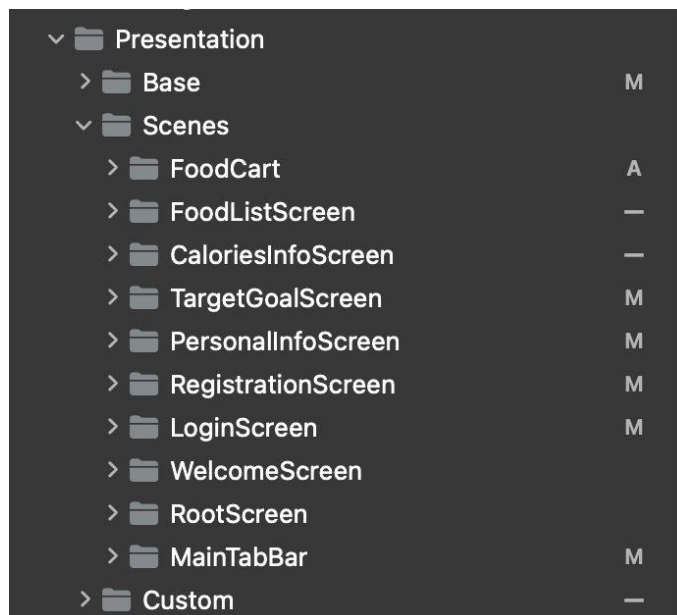 Presentation
Base M
Scenes
FoodCart A
FoodListScreen —
CaloriesInfoScreen —
TargetGoalScreen M
PersonalInfoScreen M
RegistrationScreen M
LoginScreen M
WelcomeScreen
RootScreen
MainTabBar M
Custom —